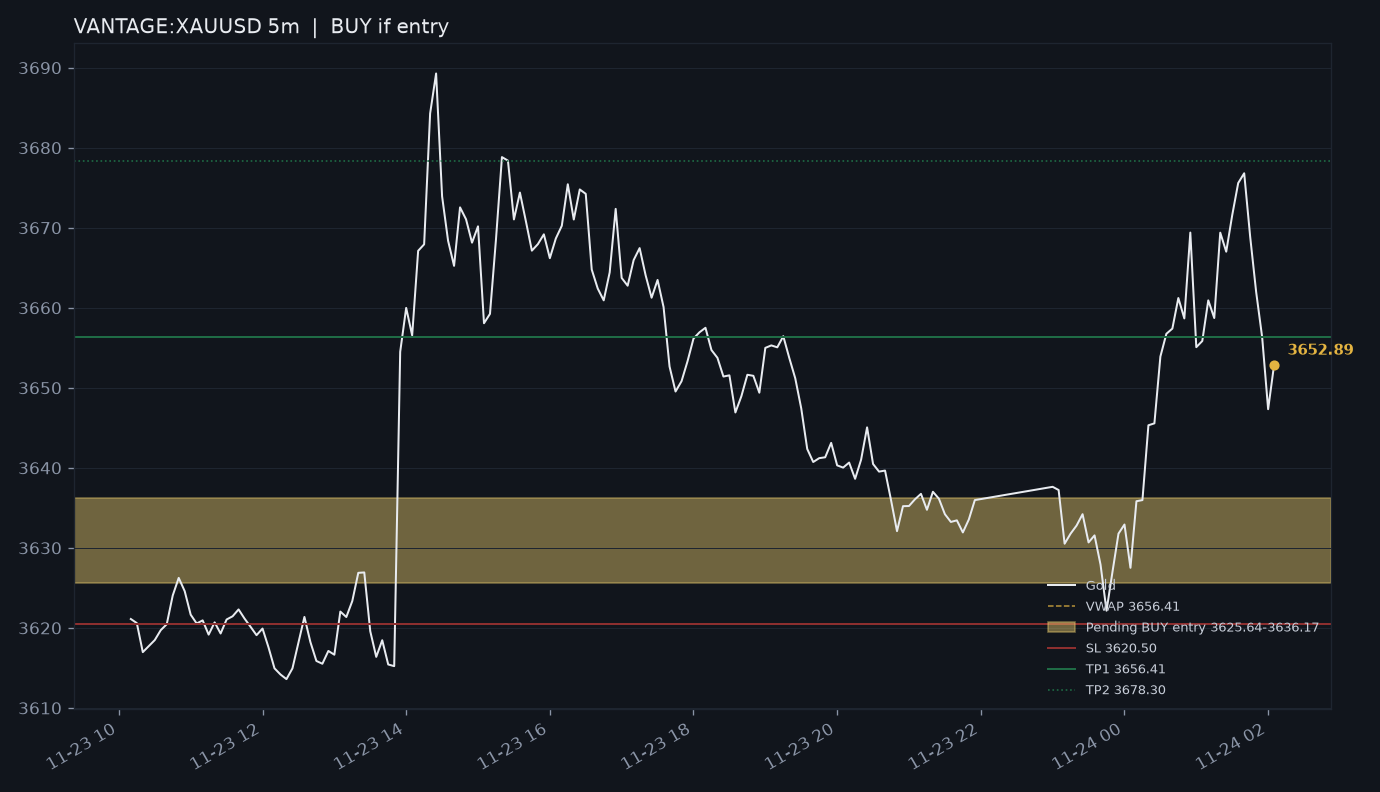 VANTAGE:XAUUSD 5m | BUY if entry
3690
3680
3670
3660
3650
3640
3630
3620
3610
3652.89
Gold
VWAP 3656.41
Pending BUY entry 3625.64-3636.17
SL 3620.50
TP1 3656.41
TP2 3678.30
11-23 10
11-23 12
11-23 14
11-23 16
11-23 18
11-23 20
11-23 22
11-24 00
11-24 02